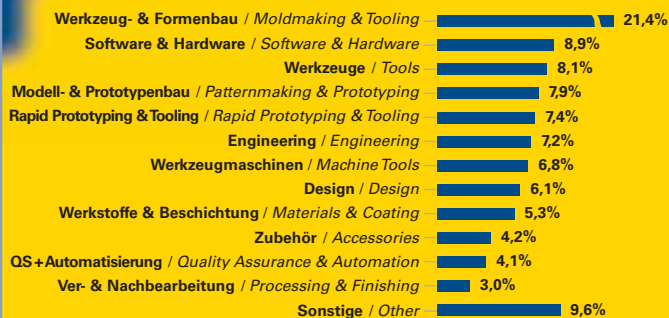 Werkzeug- & Formenbau / Moldmaking & Tooling 21,4%
Software & Hardware / Software & Hardware 8,9%
Werkzeuge / Tools 8,1%
Modell- & Prototypenbau / Patternmaking & Prototyping 7,9%
Rapid Prototyping & Tooling / Rapid Prototyping & Tooling 7,4%
Engineering / Engineering 7,2%
Werkzeugmaschinen / Machine Tools 6,8%
Design / Design 6,1%
Werkstoffe & Beschichtung / Materials & Coating 5,3%
Zubehör / Accessories 4,2%
QS+Automatisierung / Quality Assurance & Automation 4,1%
Ver- & Nachbearbeitung / Processing & Finishing 3,0%
Sonstige / Other 9,6%